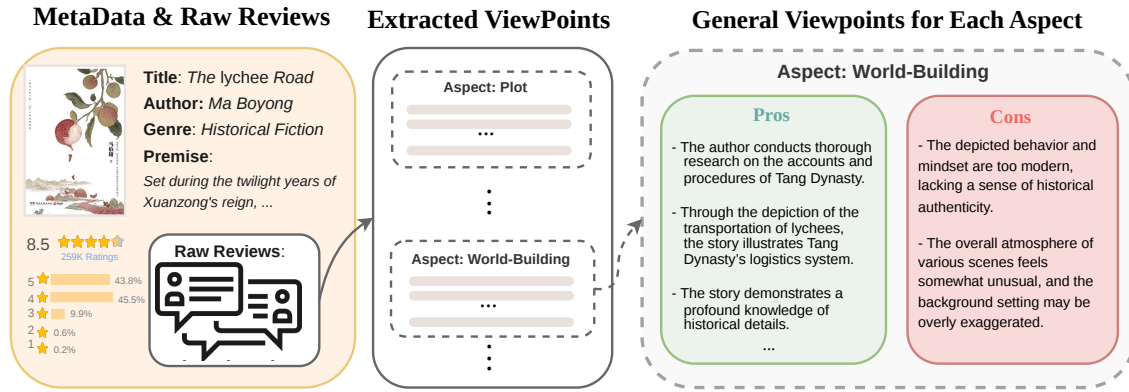 MetaData & Raw Reviews
Title: The lychee Road
Author: Ma Boyong
Genre: Historical Fiction
Premise:
Set during the twilight years of
Xuanzong's reign, ...
8.5
259K Ratings
5 43.8%
4 45.5%
3 9.9%
2 0.6%
1 0.2%
Raw Reviews:
Extracted ViewPoints
Aspect: Plot
...
Aspect: World-Building
...
General Viewpoints for Each Aspect
Aspect: World-Building
Pros
- The author conducts thorough
research on the accounts and
procedures of Tang Dynasty.
- Through the depiction of the
transportation of lychees,
the story illustrates Tang
Dynasty's logistics system.
- The story demonstrates a
profound knowledge of
historical details.
...
Cons
- The depicted behavior and
mindset are too modern,
lacking a sense of historical
authenticity.
- The overall atmosphere of
various scenes feels
somewhat unusual, and the
background setting may be
overly exaggerated.